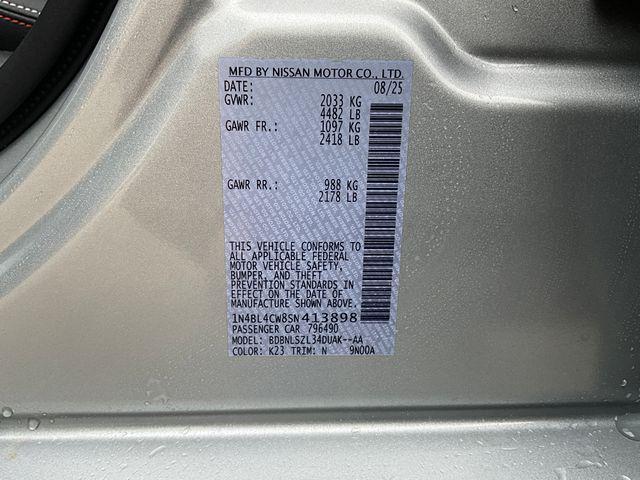 MFD BY NISSAN MOTOR CO., LTD.
DATE: 08/25
GVWR: 2033 KG
4482 LB
GAWR FR.: 1097 KG
2418 LB
GAWR RR.: 988 KG
2178 LB
THIS VEHICLE CONFORMS TO
ALL APPLICABLE FEDERAL
MOTOR VEHICLE SAFETY,
BUMPER, AND THEFT
PREVENTION STANDARDS IN
EFFECT ON THE DATE OF
MANUFACTURE SHOWN ABOVE.
1N4BL4CW8SN413898
PASSENGER CAR 796490
MODEL: BDBNLSZL34DUAK--AA
COLOR: K23 TRIM: N 9N00A